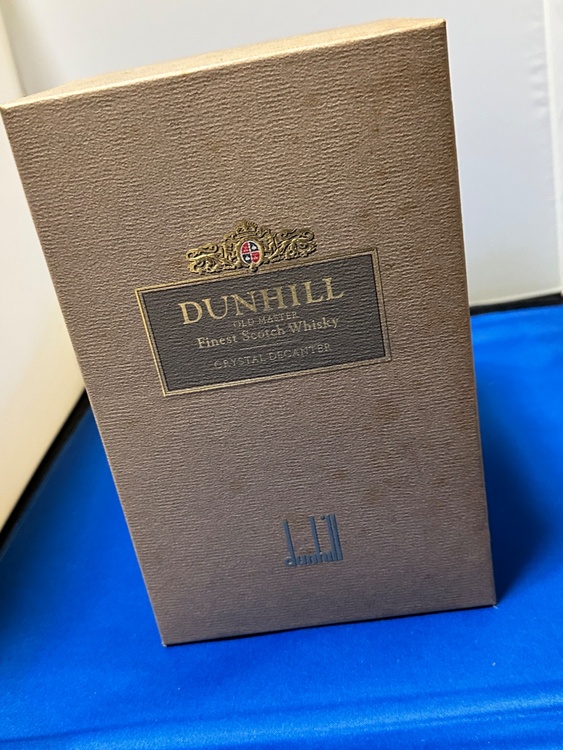 DUNHILL
OLD MASTER
Finest Scotch Whisky
CRYSTAL DECANTER
dunhill